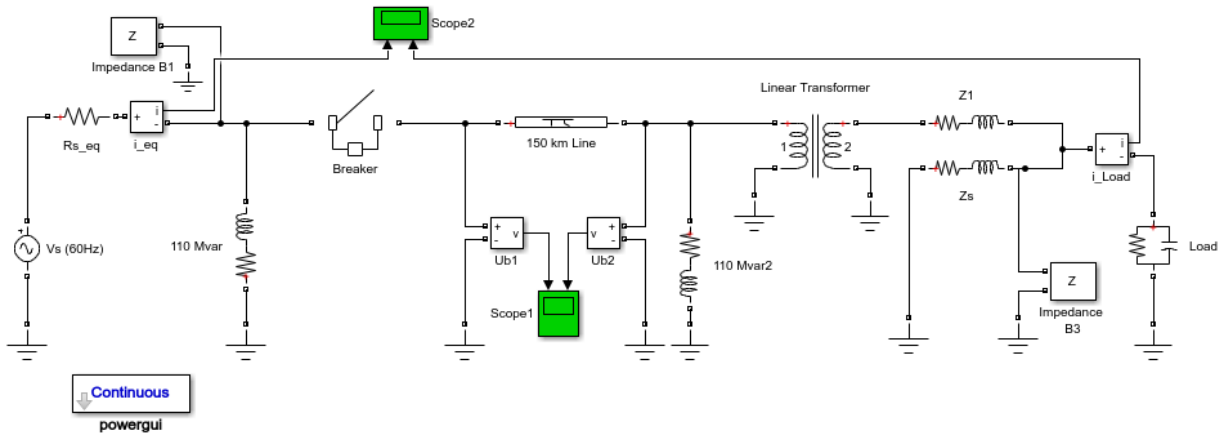 Z
Scope2
Impedance B1
Linear Transformer
Z1
+
i
-
Rs_eq
i_eq
150 km Line
1
2
+
i
-
i_Load
Breaker
Zs
+
Vs (60Hz)
110 Mvar
+
-
v
Ub1
v
+
-
Ub2
110 Mvar2
Load
Z
Scope1
Impedance
B3
Continuous
powergui